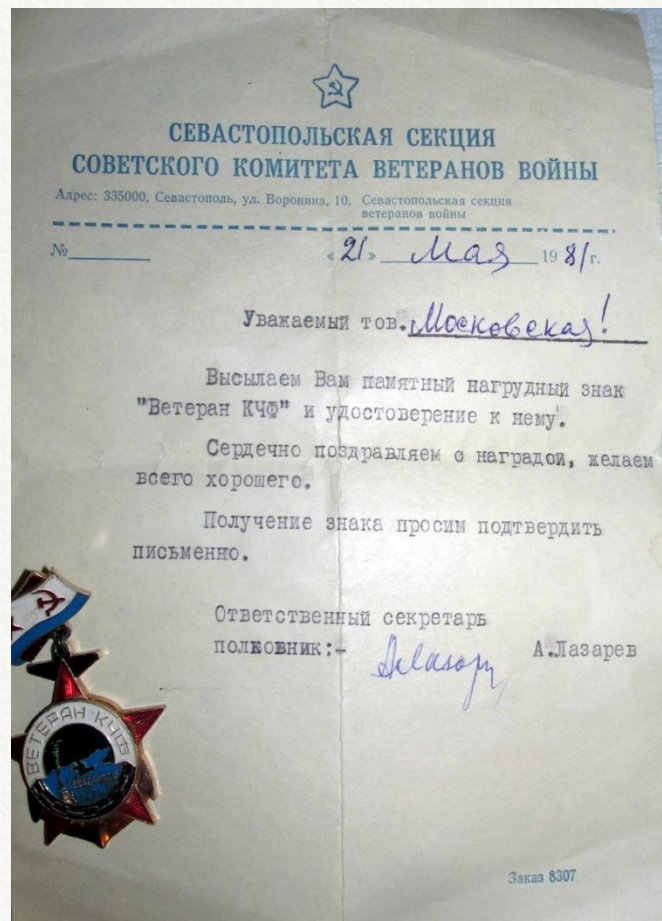 СЕВАСТОПОЛЬСКАЯ СЕКЦИЯ
СОВЕТСКОГО КОМИТЕТА ВЕТЕРАНОВ ВОЙНЫ
Адрес: 335000, Севастополь, ул. Воронина, 10, Севастопольская секция
ветеранов войны
№ «21» Мая 1981 г.
Уважаемый тов. Московская!
Высылаем Вам памятный нагрудный знак
"Ветеран КЧФ" и удостоверение к нему.
Сердечно поздравляем с наградой, желаем
всего хорошего.
Получение знака просим подтвердить
письменно.
Ответственный секретарь
полковник:- А.Лазарев
ВЕТЕРАН КЧФ
Заказ 8307